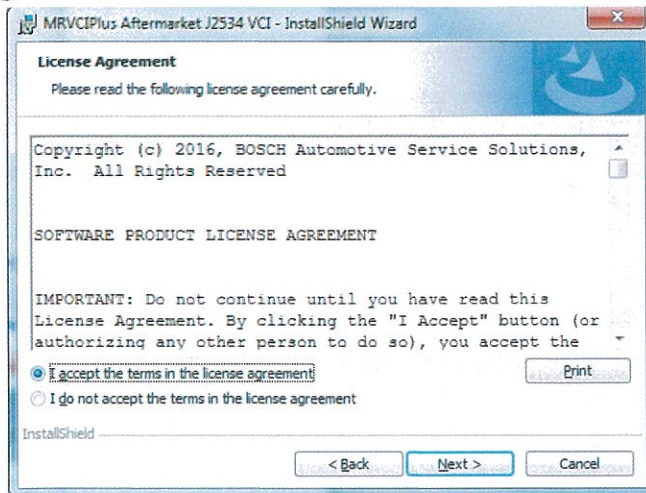 MRVCIPlus Aftermarket J2534 VCI - InstallShield Wizard
License Agreement
Please read the following license agreement carefully.
Copyright (c) 2016, BOSCH Automotive Service Solutions,
Inc.  All Rights Reserved
SOFTWARE PRODUCT LICENSE AGREEMENT
IMPORTANT: Do not continue until you have read this
License Agreement. By clicking the "I Accept" button (or
authorizing any other person to do so), you accept the
I accept the terms in the license agreement
Print
I do not accept the terms in the license agreement
InstallShield
< Back
Next >
Cancel